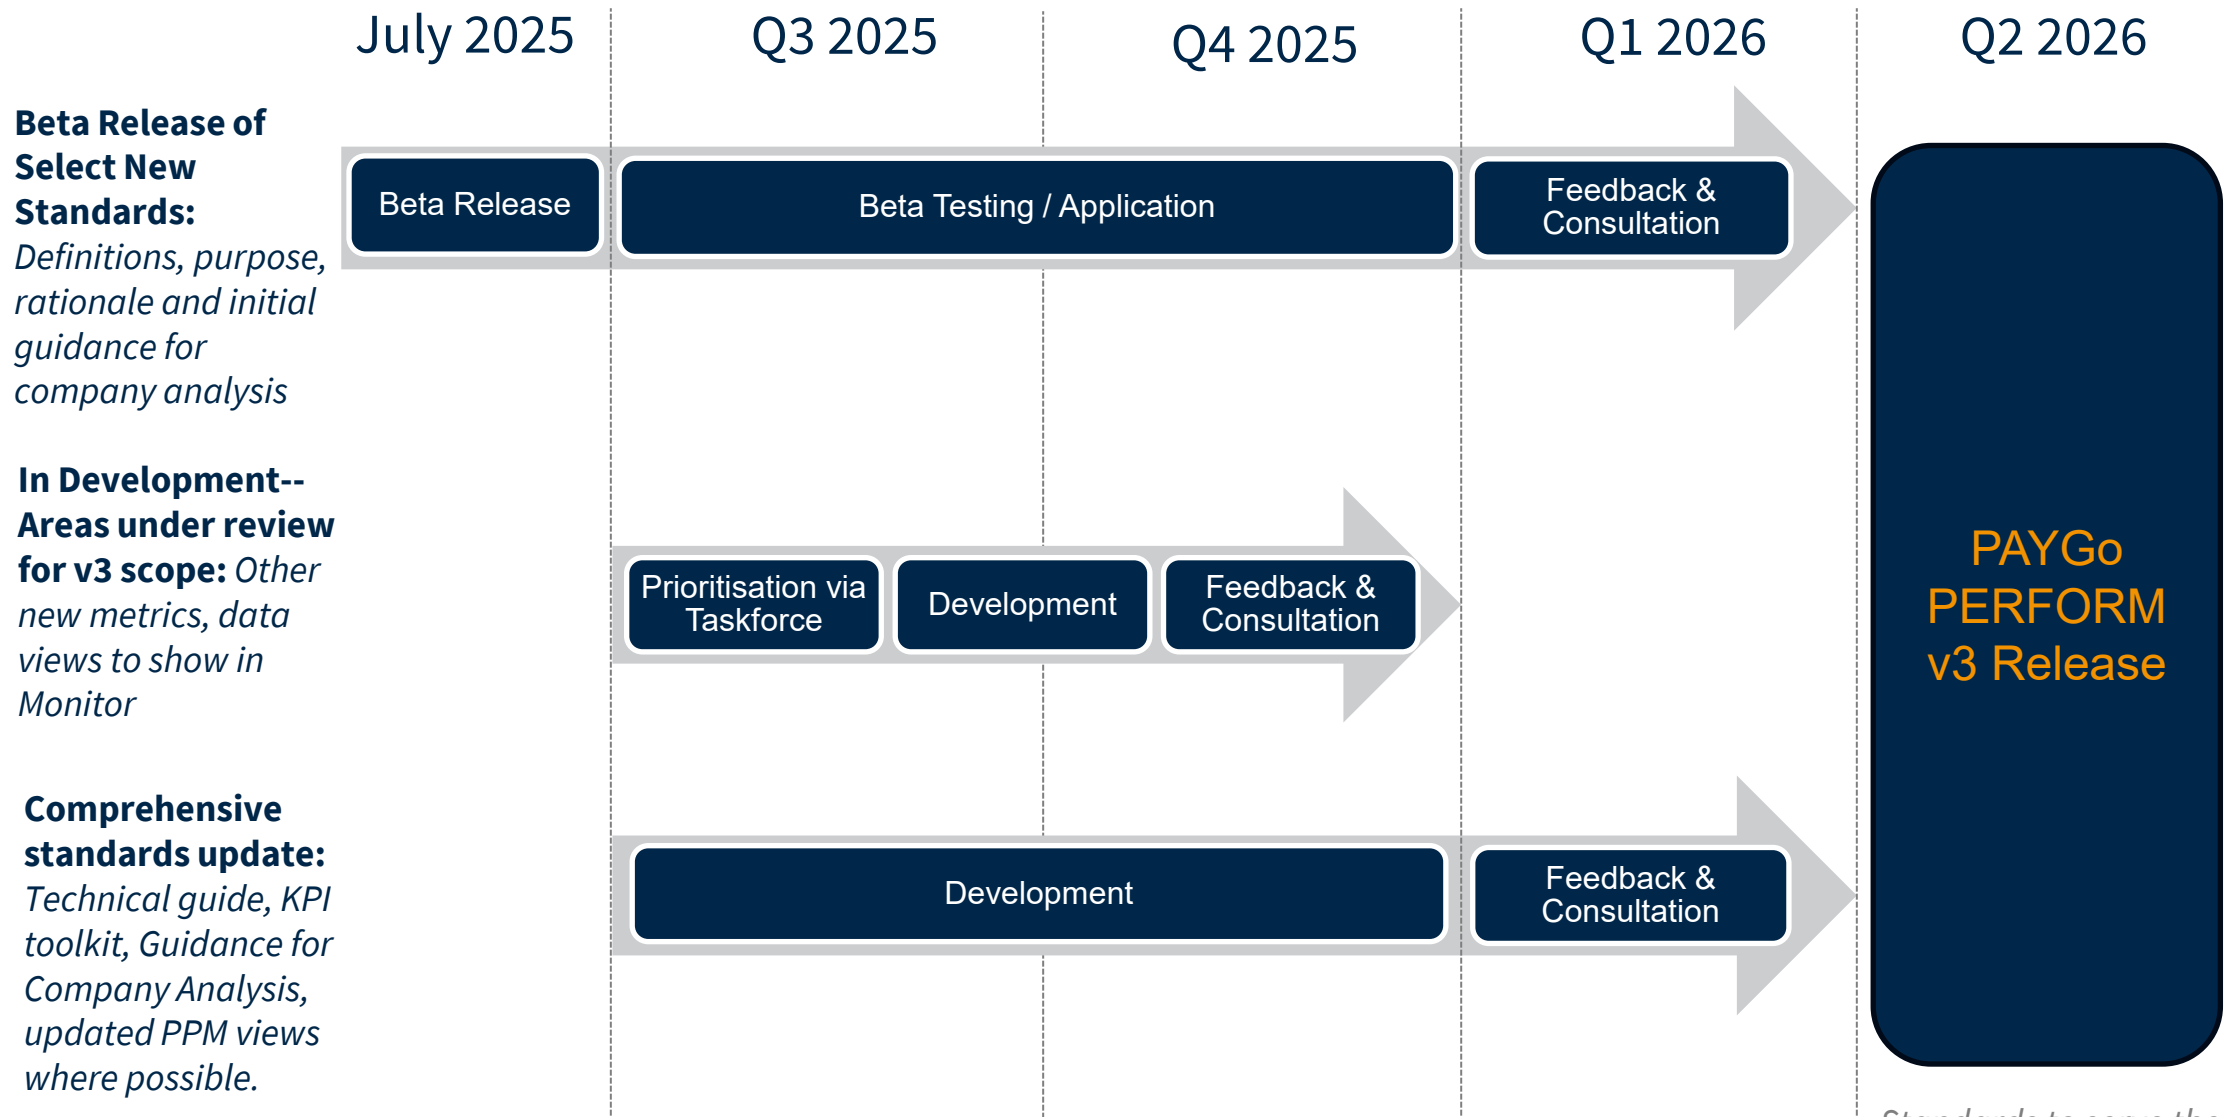 July 2025
Q3 2025
Q4 2025
Q1 2026
Q2 2026
Beta Release of
Select New
Standards:
Definitions, purpose,
rationale and initial
guidance for
company analysis
Beta Release
Beta Testing / Application
Feedback &
Consultation
In Development--
Areas under review
for v3 scope: Other
new metrics, data
views to show in
Monitor
Prioritisation via
Taskforce
Development
Feedback &
Consultation
Comprehensive
standards update:
Technical guide, KPI
toolkit, Guidance for
Company Analysis,
updated PPM views
where possible.
Development
Feedback &
Consultation
PAYGo
PERFORM
v3 Release
Standards to serve the